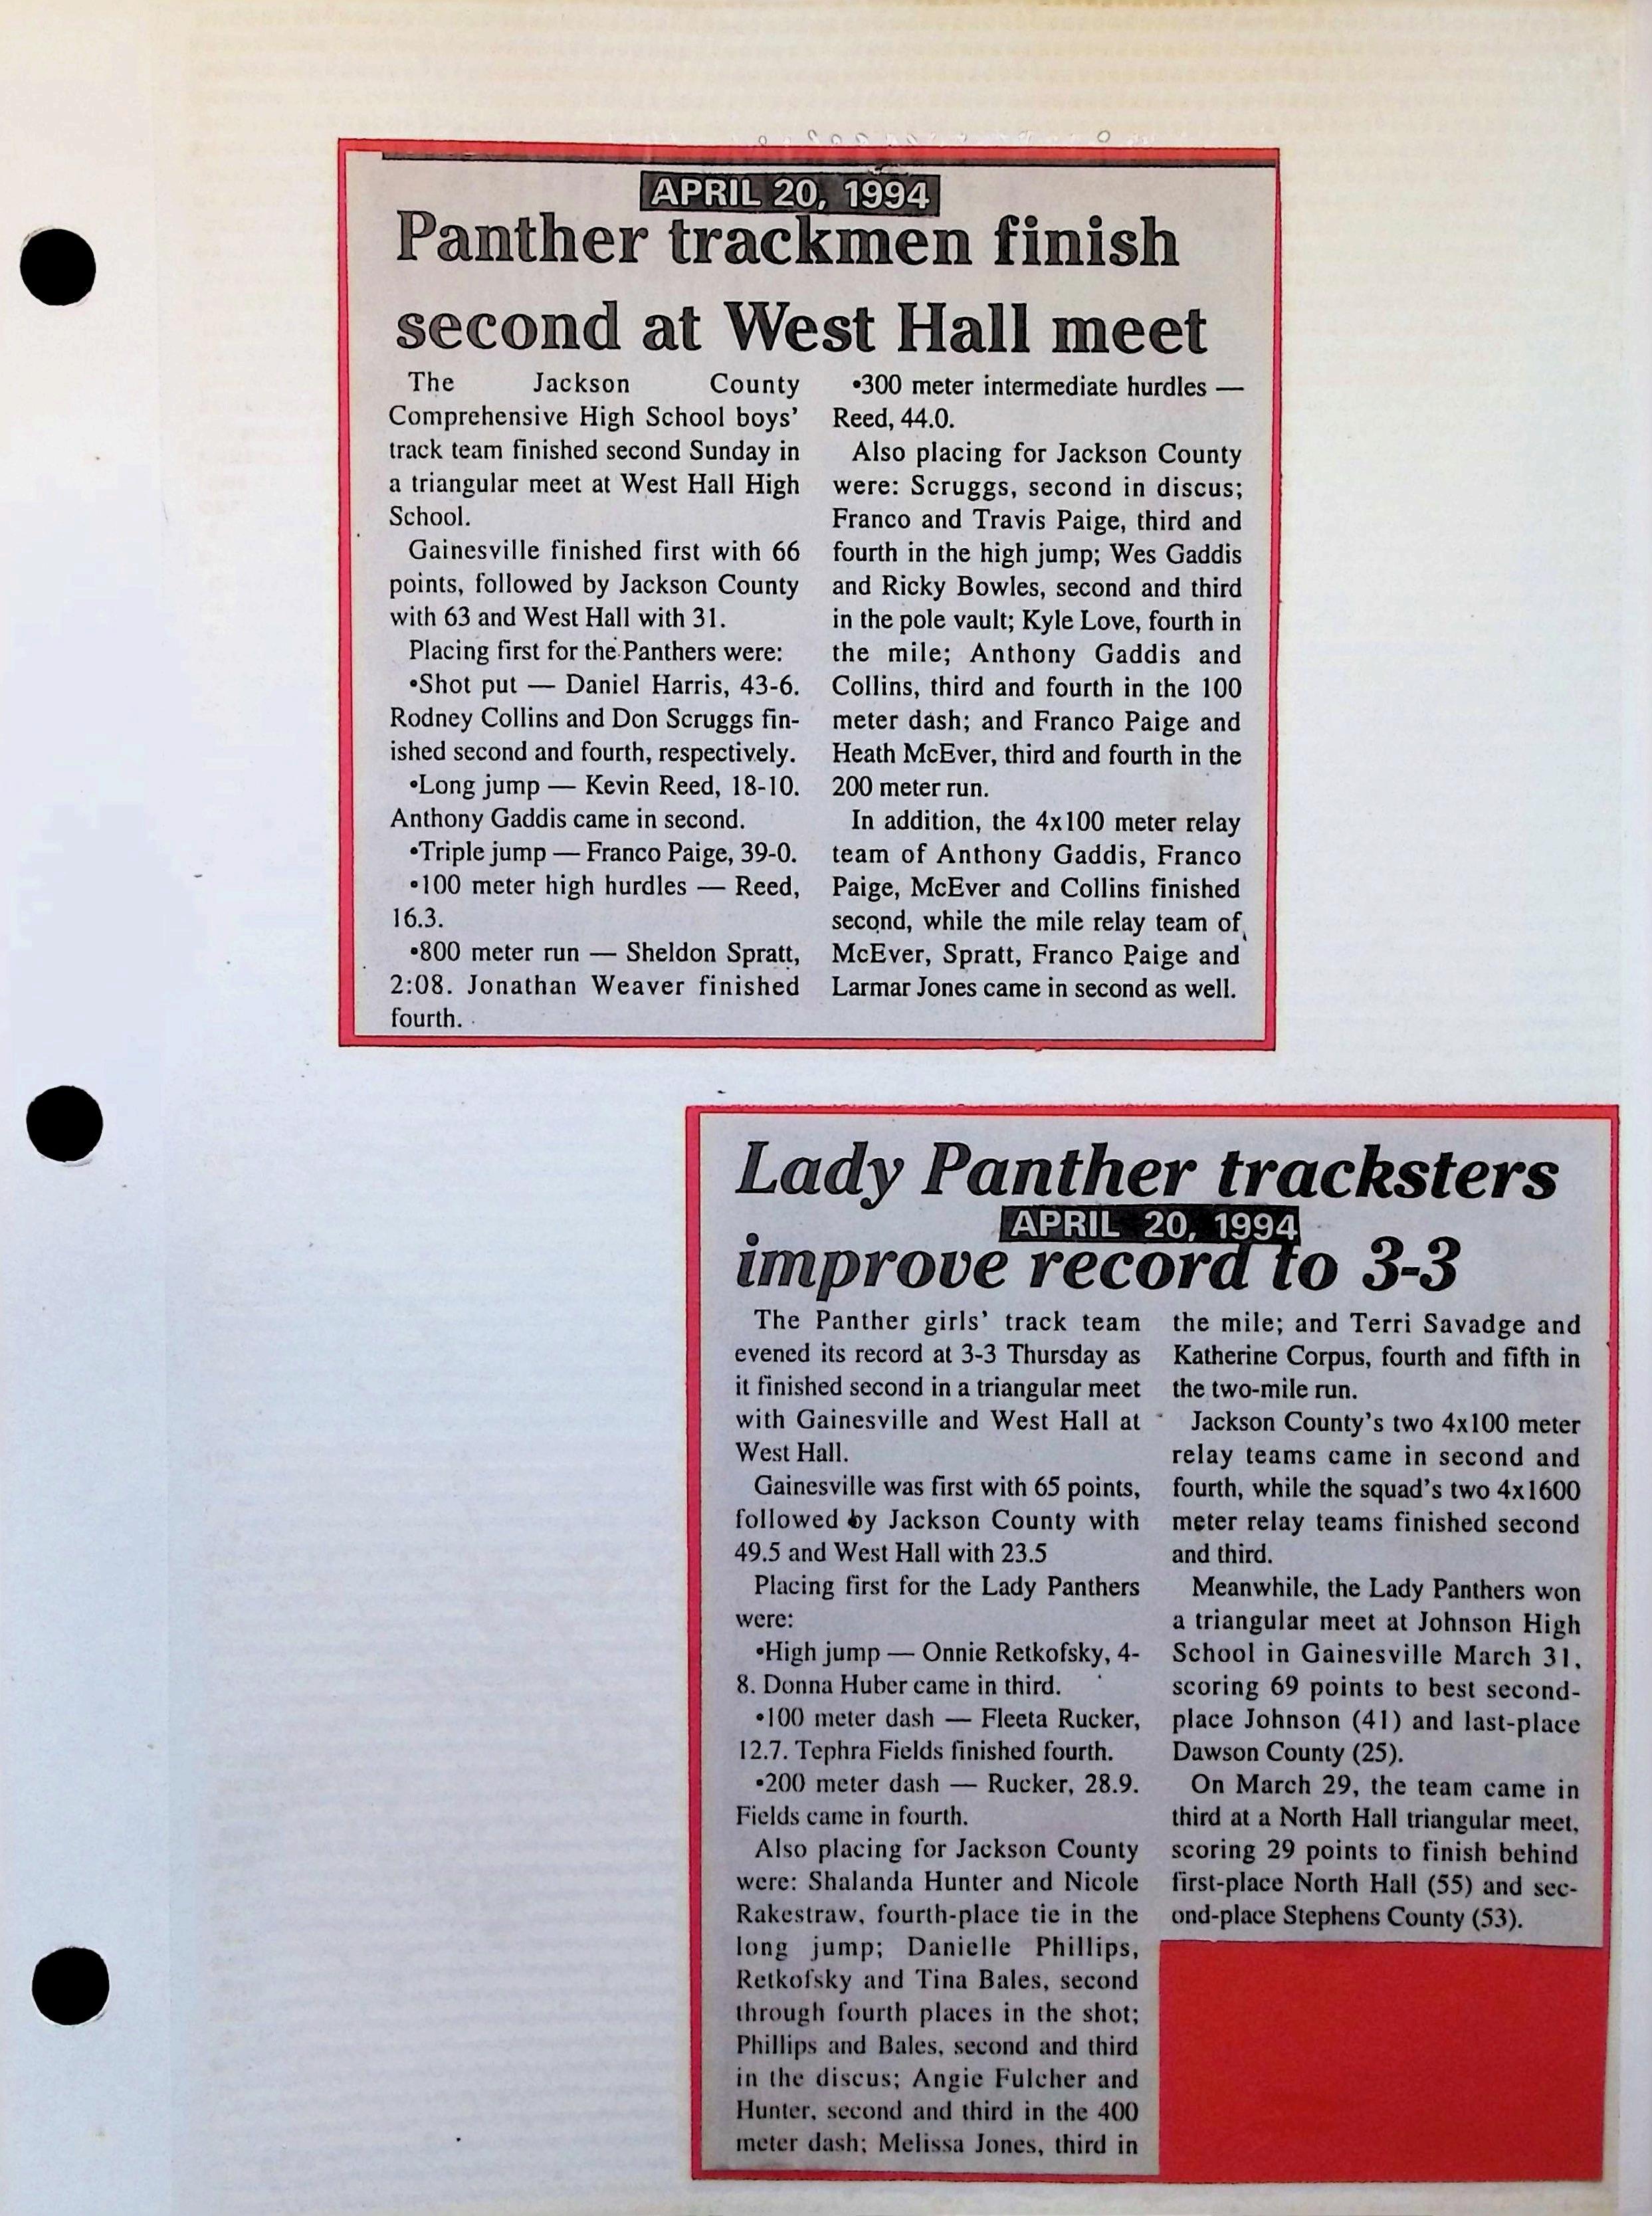 APRIL 20, 1994
Panther trackmen finish
second at West Hall meet
The Jackson County
Comprehensive High School boys'
track team finished second Sunday in
a triangular meet at West Hall High
School.
Gainesville finished first with 66
points, followed by Jackson County
with 63 and West Hall with 31.
Placing first for the Panthers were:
•Shot put — Daniel Harris, 43-6.
Rodney Collins and Don Scruggs fin-
ished second and fourth, respectively.
•Long jump — Kevin Reed, 18-10.
Anthony Gaddis came in second.
•Triple jump — Franco Paige, 39-0.
•100 meter high hurdles — Reed,
16.3.
•800 meter run — Sheldon Spratt,
2:08. Jonathan Weaver finished
fourth.
•300 meter intermediate hurdles —
Reed, 44.0.
Also placing for Jackson County
were: Scruggs, second in discus;
Franco and Travis Paige, third and
fourth in the high jump; Wes Gaddis
and Ricky Bowles, second and third
in the pole vault; Kyle Love, fourth in
the mile; Anthony Gaddis and
Collins, third and fourth in the 100
meter dash; and Franco Paige and
Heath McEver, third and fourth in the
200 meter run.
In addition, the 4x100 meter relay
team of Anthony Gaddis, Franco
Paige, McEver and Collins finished
second, while the mile relay team of
McEver, Spratt, Franco Paige and
Larmar Jones came in second as well.
Lady Panther tracksters
APRIL 20, 1994
improve record to 3-3
The Panther girls' track team
evened its record at 3-3 Thursday as
it finished second in a triangular meet
with Gainesville and West Hall at
West Hall.
Gainesville was first with 65 points,
followed by Jackson County with
49.5 and West Hall with 23.5
Placing first for the Lady Panthers
were:
•High jump — Onnie Retkofsky, 4-
8. Donna Huber came in third.
•100 meter dash — Fleeta Rucker,
12.7. Tephra Fields finished fourth.
•200 meter dash — Rucker, 28.9.
Fields came in fourth.
Also placing for Jackson County
were: Shalanda Hunter and Nicole
Rakestraw, fourth-place tie in the
long jump; Danielle Phillips,
Retkofsky and Tina Bales, second
through fourth places in the shot;
Phillips and Bales, second and third
in the discus; Angie Fulcher and
Hunter, second and third in the 400
meter dash; Melissa Jones, third in
the mile; and Terri Savadge and
Katherine Corpus, fourth and fifth in
the two-mile run.
Jackson County's two 4x100 meter
relay teams came in second and
fourth, while the squad's two 4x1600
meter relay teams finished second
and third.
Meanwhile, the Lady Panthers won
a triangular meet at Johnson High
School in Gainesville March 31,
scoring 69 points to best second-
place Johnson (41) and last-place
Dawson County (25).
On March 29, the team came in
third at a North Hall triangular meet,
scoring 29 points to finish behind
first-place North Hall (55) and sec-
ond-place Stephens County (53).